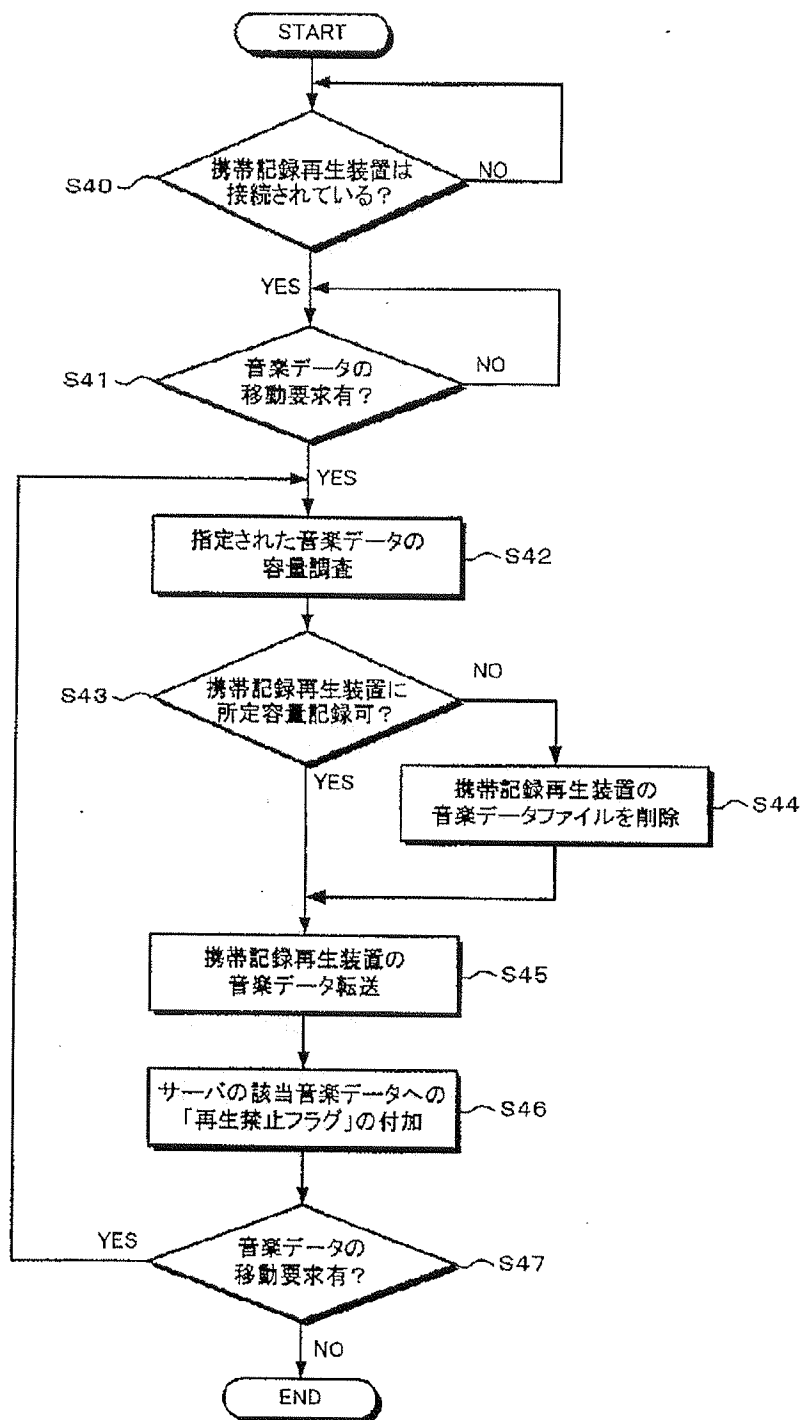 START
携帯記録再生装置は
接続されている?
S40
NO
YES
音楽データの
移動要求有?
S41
NO
YES
指定された音楽データの
容量調査
S42
携帯記録再生装置に
所定容量記録可?
S43
NO
YES
携帯記録再生装置の
音楽データファイルを削除
S44
携帯記録再生装置の
音楽データ転送
S45
サーバの該当音楽データへの
「再生禁止フラグ」の付加
S46
音楽データの
移動要求有?
S47
YES
NO
END